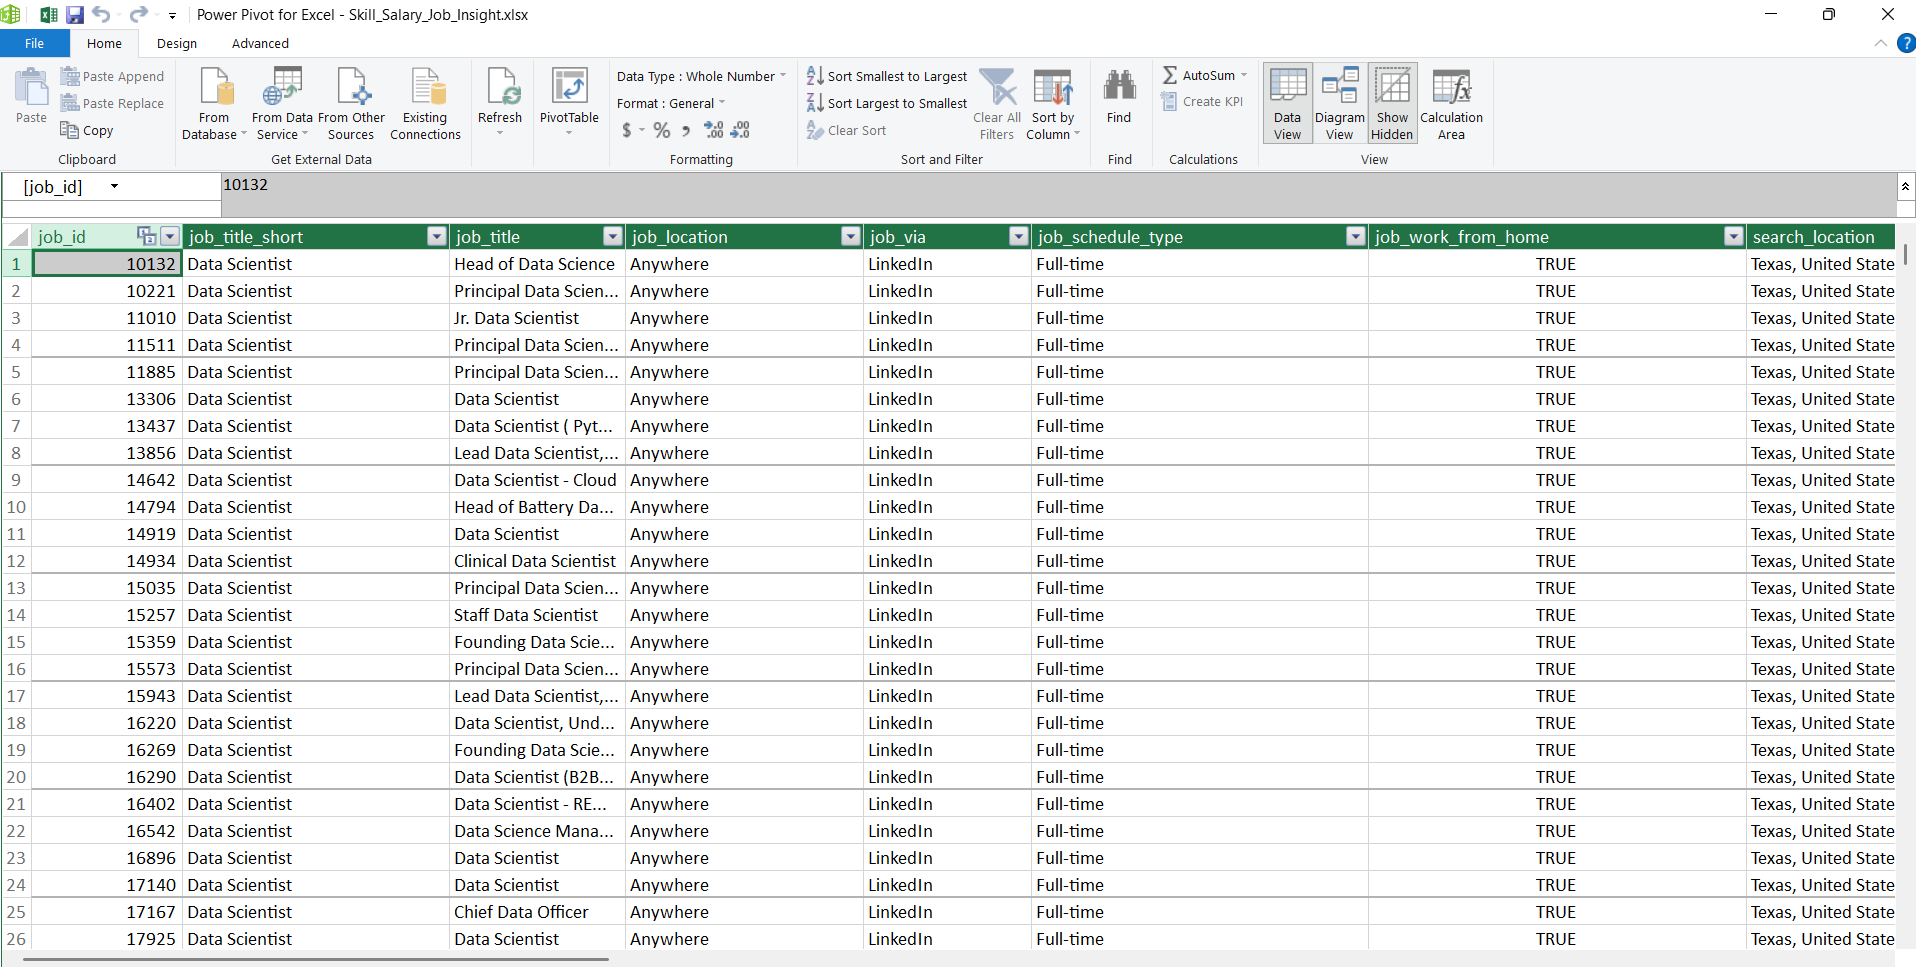 Power Pivot for Excel - Skill_Salary_Job_Insight.xlsx
File Home Design Advanced ?
Paste
Paste Append
Paste Replace
Copy
Clipboard
From Database
From Data Service
From Other Sources
Existing Connections
Get External Data
Refresh
PivotTable
Data Type : Whole Number
Format : General
$ % , .00 .00
Formatting
Sort Smallest to Largest
Sort Largest to Smallest
Clear Sort
Clear All Filters
Sort by Column
Sort and Filter
Find
Find
AutoSum
Create KPI
Calculations
Data View
Diagram View
Show Hidden
Calculation Area
View
[job_id] 10132
job_id job_title_short job_title job_location job_via job_schedule_type job_work_from_home search_location
1 10132 Data Scientist Head of Data Science Anywhere LinkedIn Full-time TRUE Texas, United State
2 10221 Data Scientist Principal Data Scien... Anywhere LinkedIn Full-time TRUE Texas, United State
3 11010 Data Scientist Jr. Data Scientist Anywhere LinkedIn Full-time TRUE Texas, United State
4 11511 Data Scientist Principal Data Scien... Anywhere LinkedIn Full-time TRUE Texas, United State
5 11885 Data Scientist Principal Data Scien... Anywhere LinkedIn Full-time TRUE Texas, United State
6 13306 Data Scientist Data Scientist Anywhere LinkedIn Full-time TRUE Texas, United State
7 13437 Data Scientist Data Scientist ( Pyt... Anywhere LinkedIn Full-time TRUE Texas, United State
8 13856 Data Scientist Lead Data Scientist,... Anywhere LinkedIn Full-time TRUE Texas, United State
9 14642 Data Scientist Data Scientist - Cloud Anywhere LinkedIn Full-time TRUE Texas, United State
10 14794 Data Scientist Head of Battery Da... Anywhere LinkedIn Full-time TRUE Texas, United State
11 14919 Data Scientist Data Scientist Anywhere LinkedIn Full-time TRUE Texas, United State
12 14934 Data Scientist Clinical Data Scientist Anywhere LinkedIn Full-time TRUE Texas, United State
13 15035 Data Scientist Principal Data Scien... Anywhere LinkedIn Full-time TRUE Texas, United State
14 15257 Data Scientist Staff Data Scientist Anywhere LinkedIn Full-time TRUE Texas, United State
15 15359 Data Scientist Founding Data Scie... Anywhere LinkedIn Full-time TRUE Texas, United State
16 15573 Data Scientist Principal Data Scien... Anywhere LinkedIn Full-time TRUE Texas, United State
17 15943 Data Scientist Lead Data Scientist,... Anywhere LinkedIn Full-time TRUE Texas, United State
18 16220 Data Scientist Data Scientist, Und... Anywhere LinkedIn Full-time TRUE Texas, United State
19 16269 Data Scientist Founding Data Scie... Anywhere LinkedIn Full-time TRUE Texas, United State
20 16290 Data Scientist Data Scientist (B2B... Anywhere LinkedIn Full-time TRUE Texas, United State
21 16402 Data Scientist Data Scientist - RE... Anywhere LinkedIn Full-time TRUE Texas, United State
22 16542 Data Scientist Data Science Mana... Anywhere LinkedIn Full-time TRUE Texas, United State
23 16896 Data Scientist Data Scientist Anywhere LinkedIn Full-time TRUE Texas, United State
24 17140 Data Scientist Data Scientist Anywhere LinkedIn Full-time TRUE Texas, United State
25 17167 Data Scientist Chief Data Officer Anywhere LinkedIn Full-time TRUE Texas, United State
26 17925 Data Scientist Data Scientist Anywhere LinkedIn Full-time TRUE Texas, United State